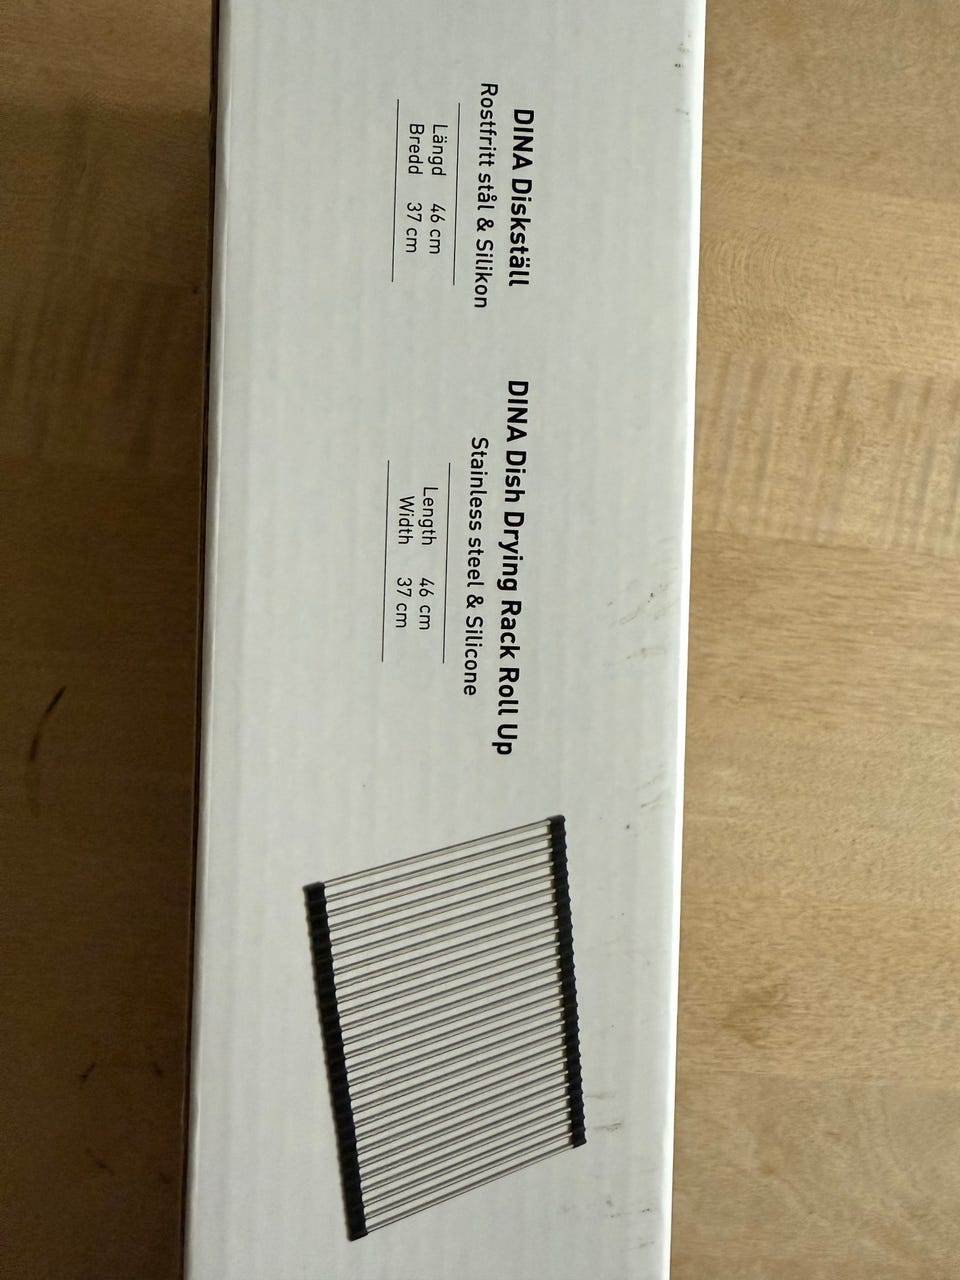 DINA Diskställ
Rostfritt stål & Silikon
Längd 46 cm
Bredd 37 cm
DINA Dish Drying Rack Roll Up
Stainless steel & Silicone
Length 46 cm
Width 37 cm